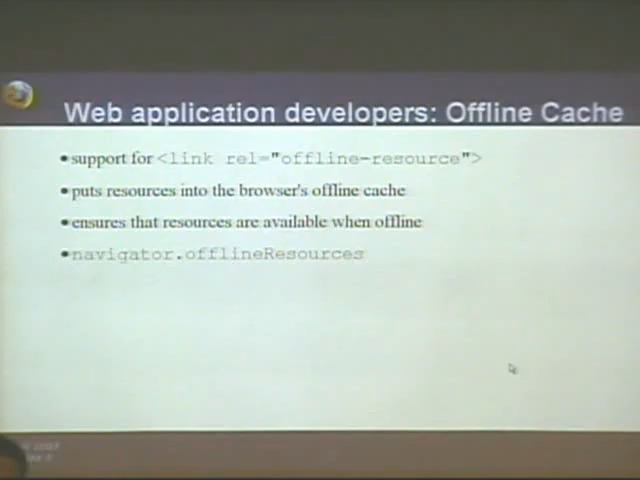 Web application developers: Offline Cache
•support for <link rel="offline-resource">
•puts resources into the browser's offline cache
•ensures that resources are available when offline
•navigator.offlineResources